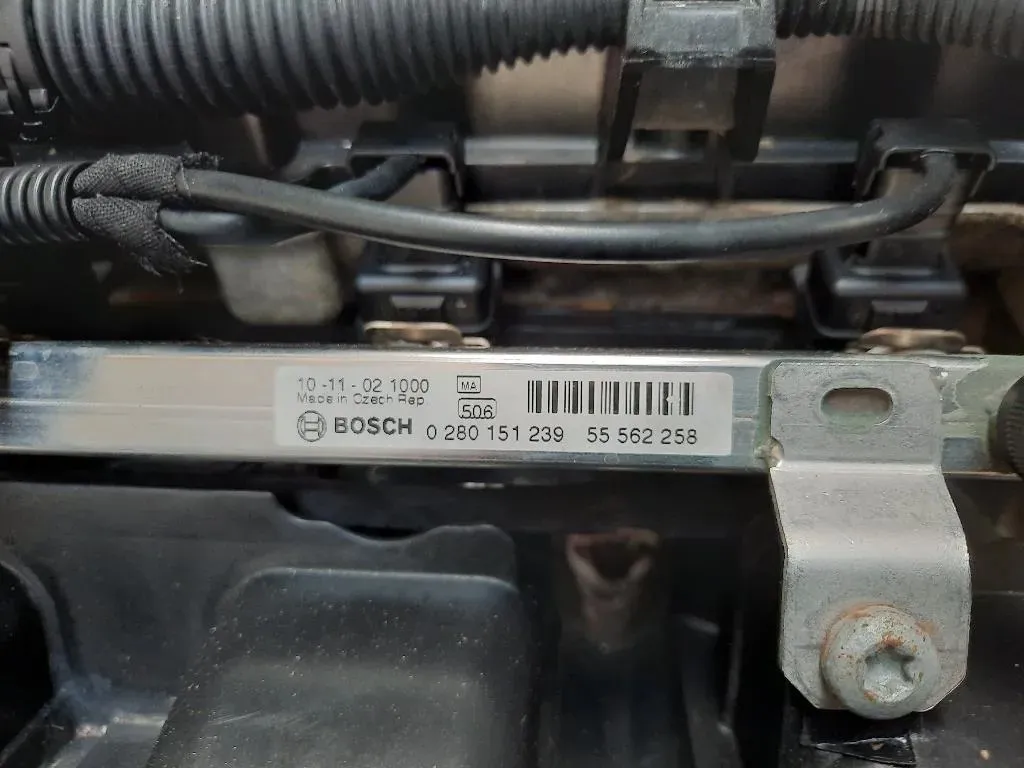 10 -11 - 02 1000 MA
Made in Czech Rep 506
BOSCH 0 280 151 239 55 562 258